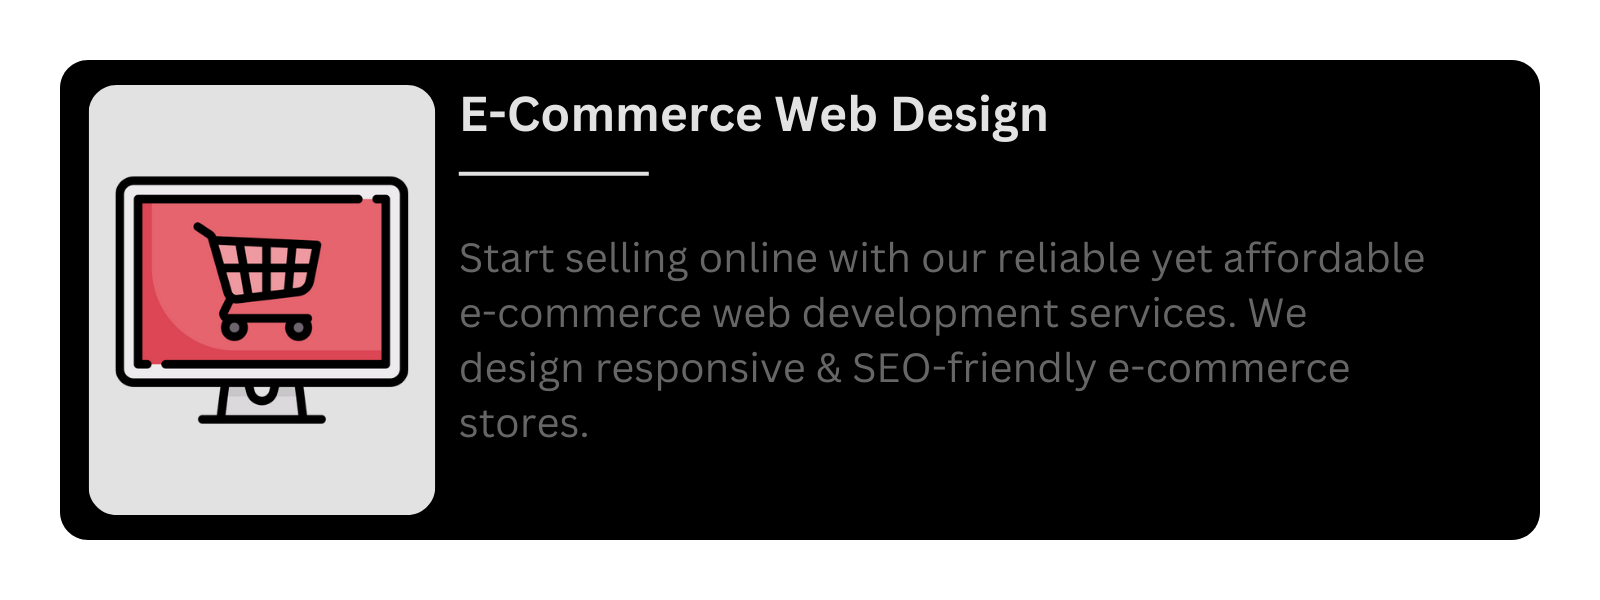 E-Commerce Web Design
Start selling online with our reliable yet affordable
e-commerce web development services. We
design responsive & SEO-friendly e-commerce
stores.